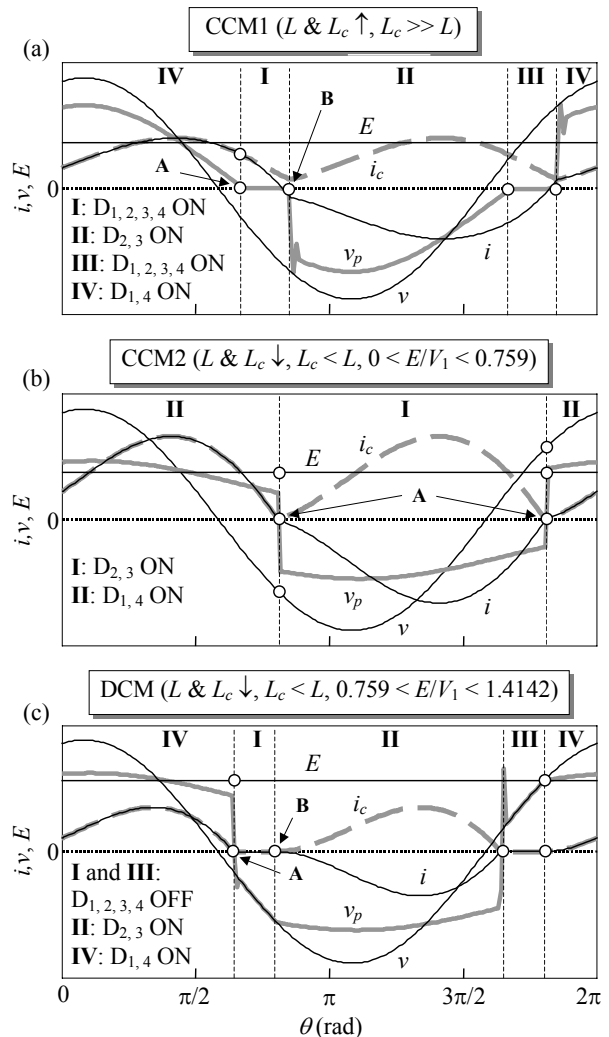 (a)
CCM1 (L & Lc ↑, Lc >> L)
IV I II III IV
B
E
A
ic
0
I: D1, 2, 3, 4 ON
II: D2, 3 ON
III: D1, 2, 3, 4 ON
IV: D1, 4 ON
vp
i
v
i, v, E
(b)
CCM2 (L & Lc ↓, Lc < L, 0 < E/V1 < 0.759)
II I II
ic
E
A
0
I: D2, 3 ON
II: D1, 4 ON
vp
i
v
i, v, E
(c)
DCM (L & Lc ↓, Lc < L, 0.759 < E/V1 < 1.4142)
IV I II III IV
E
B
ic
0
A
I and III:
D1, 2, 3, 4 OFF
II: D2, 3 ON
IV: D1, 4 ON
i
vp
v
i, v, E
0 π/2 π 3π/2 2π
θ (rad)